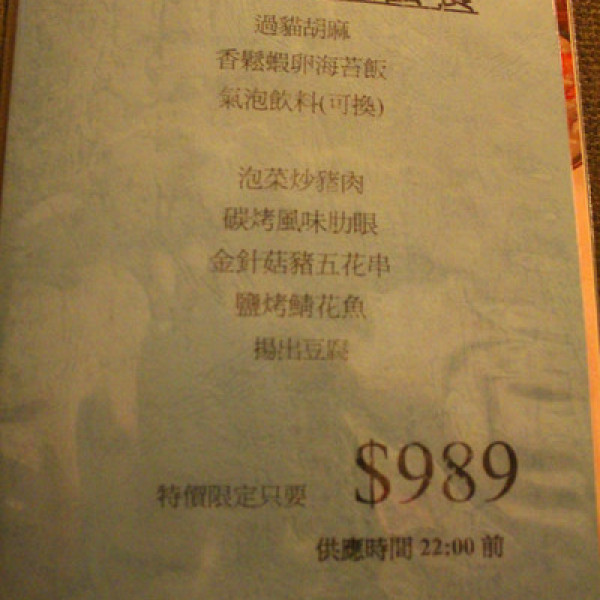 過貓胡麻
香鬆蝦卵海苔飯
氣泡飲料(可換)
泡菜炒豬肉
碳烤風味肋眼
金針菇豬五花串
鹽烤鯖花魚
揚出豆腐
特價限定只要 $989
供應時間 22:00 前